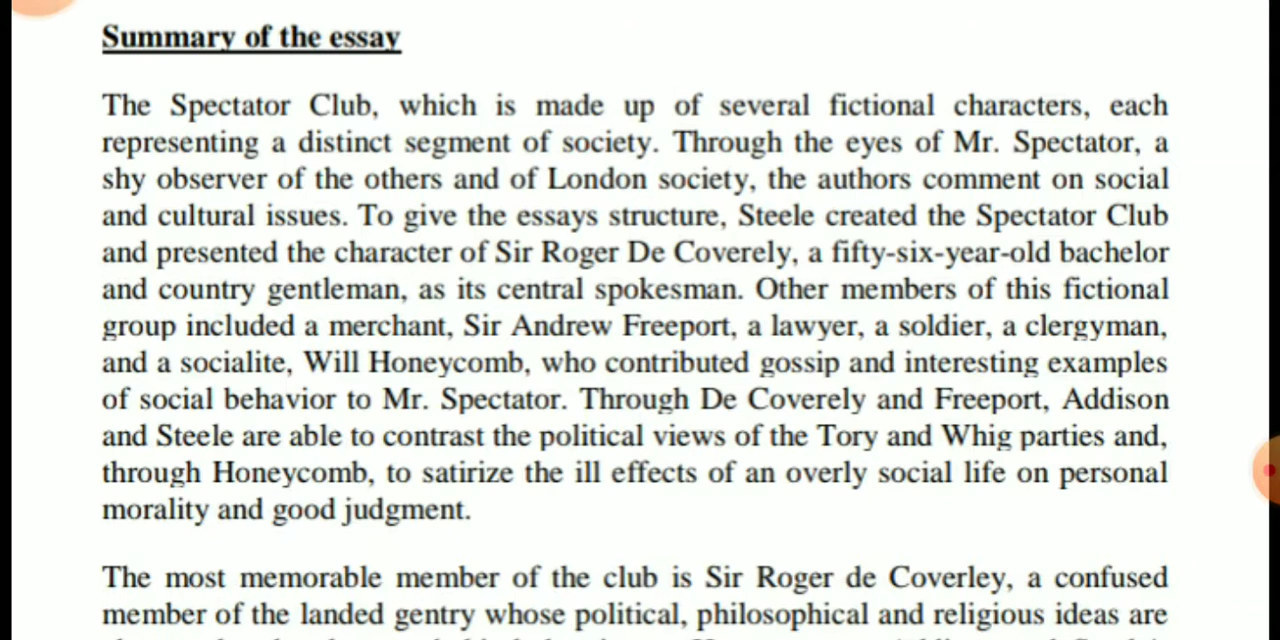 Summary of the essay
The Spectator Club, which is made up of several fictional characters, each
representing a distinct segment of society. Through the eyes of Mr. Spectator, a
shy observer of the others and of London society, the authors comment on social
and cultural issues. To give the essays structure, Steele created the Spectator Club
and presented the character of Sir Roger De Coverely, a fifty-six-year-old bachelor
and country gentleman, as its central spokesman. Other members of this fictional
group included a merchant, Sir Andrew Freeport, a lawyer, a soldier, a clergyman,
and a socialite, Will Honeycomb, who contributed gossip and interesting examples
of social behavior to Mr. Spectator. Through De Coverely and Freeport, Addison
and Steele are able to contrast the political views of the Tory and Whig parties and,
through Honeycomb, to satirize the ill effects of an overly social life on personal
morality and good judgment.
The most memorable member of the club is Sir Roger de Coverley, a confused
member of the landed gentry whose political, philosophical and religious ideas are